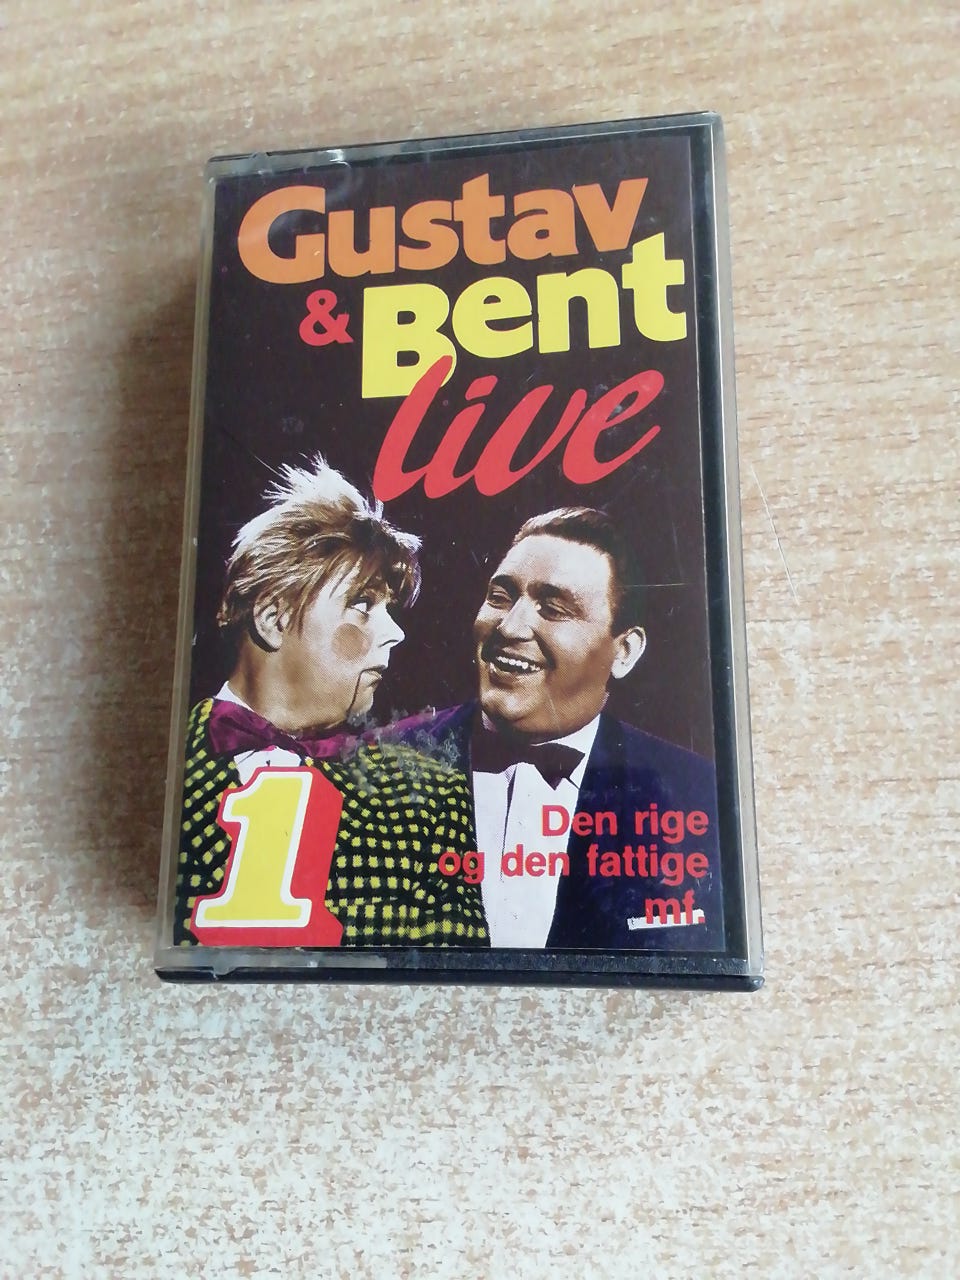 Gustav
& Bent
live
1
Den rige
og den fattige
mf.